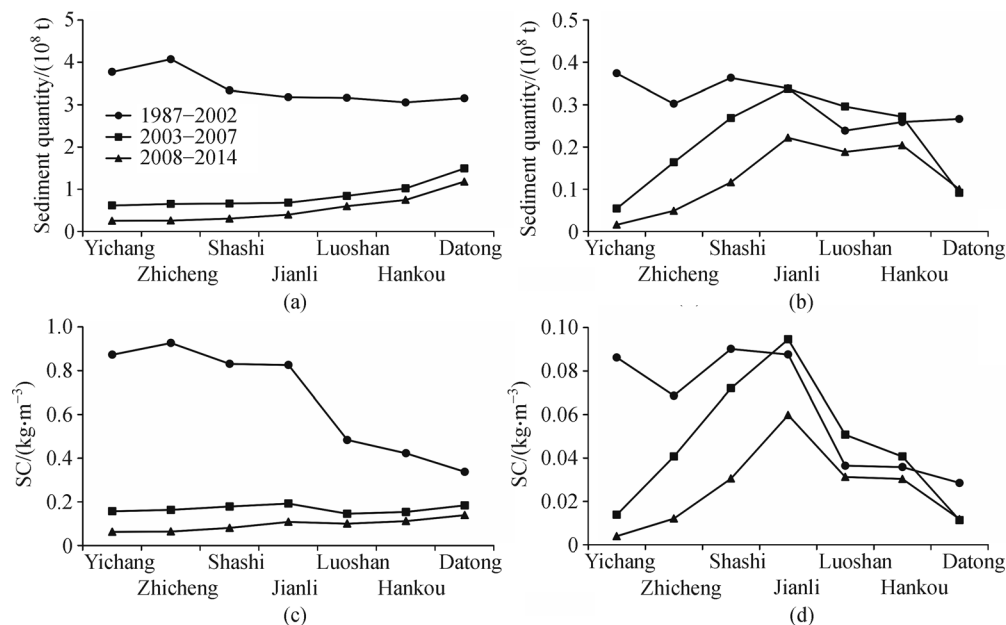 Sediment quantity/(10⁸ t)
5
4
3
2
1
0
1987−2002
2003−2007
2008−2014
Yichang Shashi Luoshan Datong
Zhicheng Jianli Hankou
(a)
Sediment quantity/(10⁸ t)
0.5
0.4
0.3
0.2
0.1
0
Yichang Shashi Luoshan Datong
Zhicheng Jianli Hankou
(b)
SC/(kg·m⁻³)
1.0
0.8
0.6
0.4
0.2
0
Yichang Shashi Luoshan Datong
Zhicheng Jianli Hankou
(c)
SC/(kg·m⁻³)
0.10
0.08
0.06
0.04
0.02
0
Yichang Shashi Luoshan Datong
Zhicheng Jianli Hankou
(d)